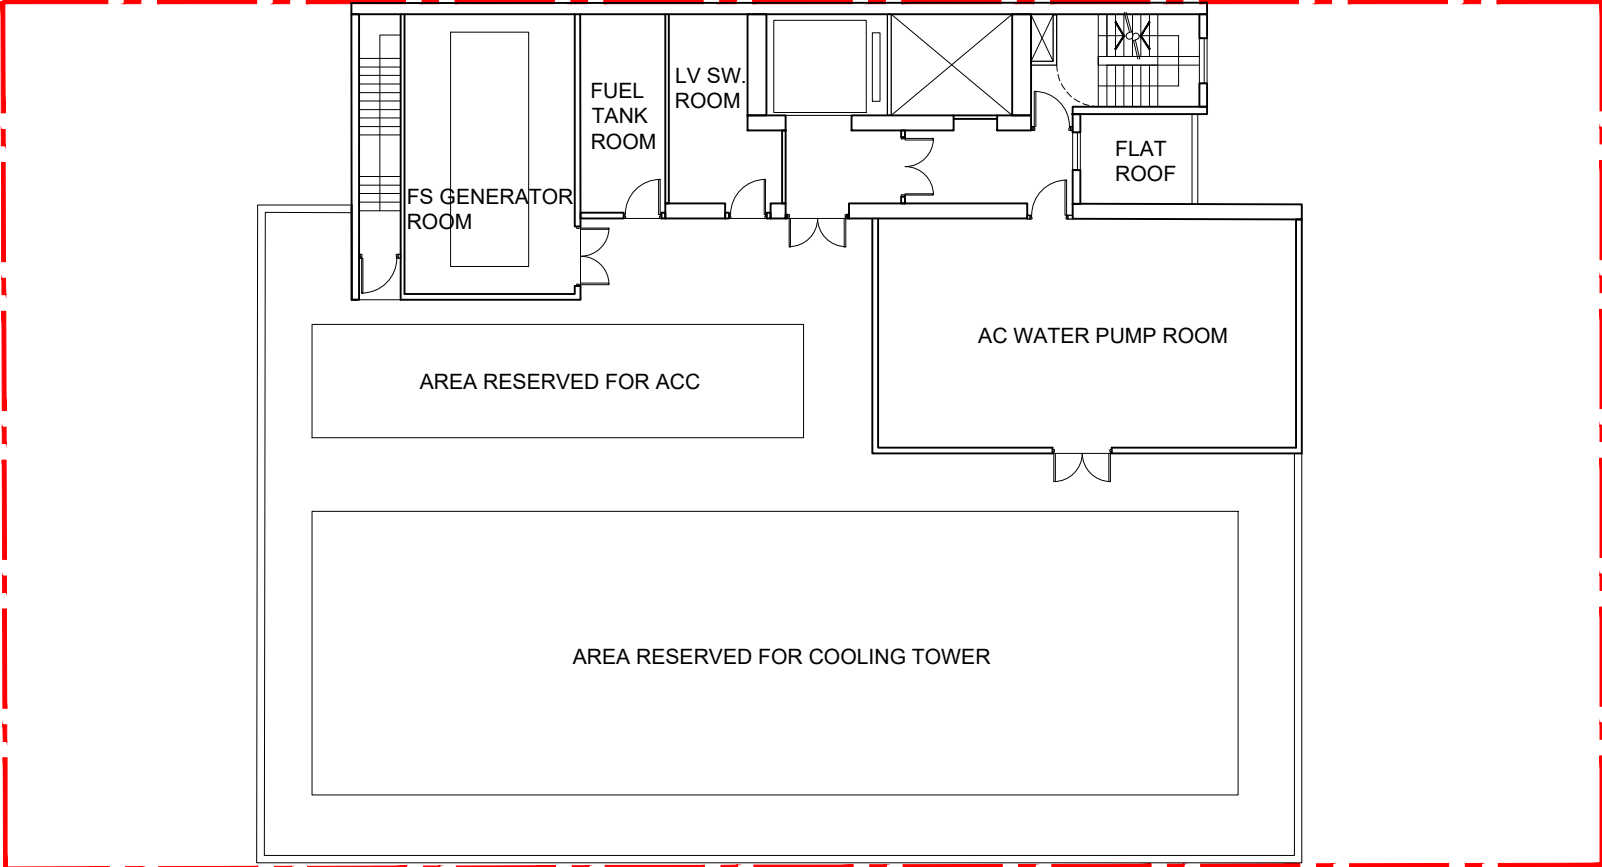 LV SW.
ROOM
FUEL
TANK
ROOM
FLAT
ROOF
FS GENERATOR
ROOM
AC WATER PUMP ROOM
AREA RESERVED FOR ACC
AREA RESERVED FOR COOLING TOWER